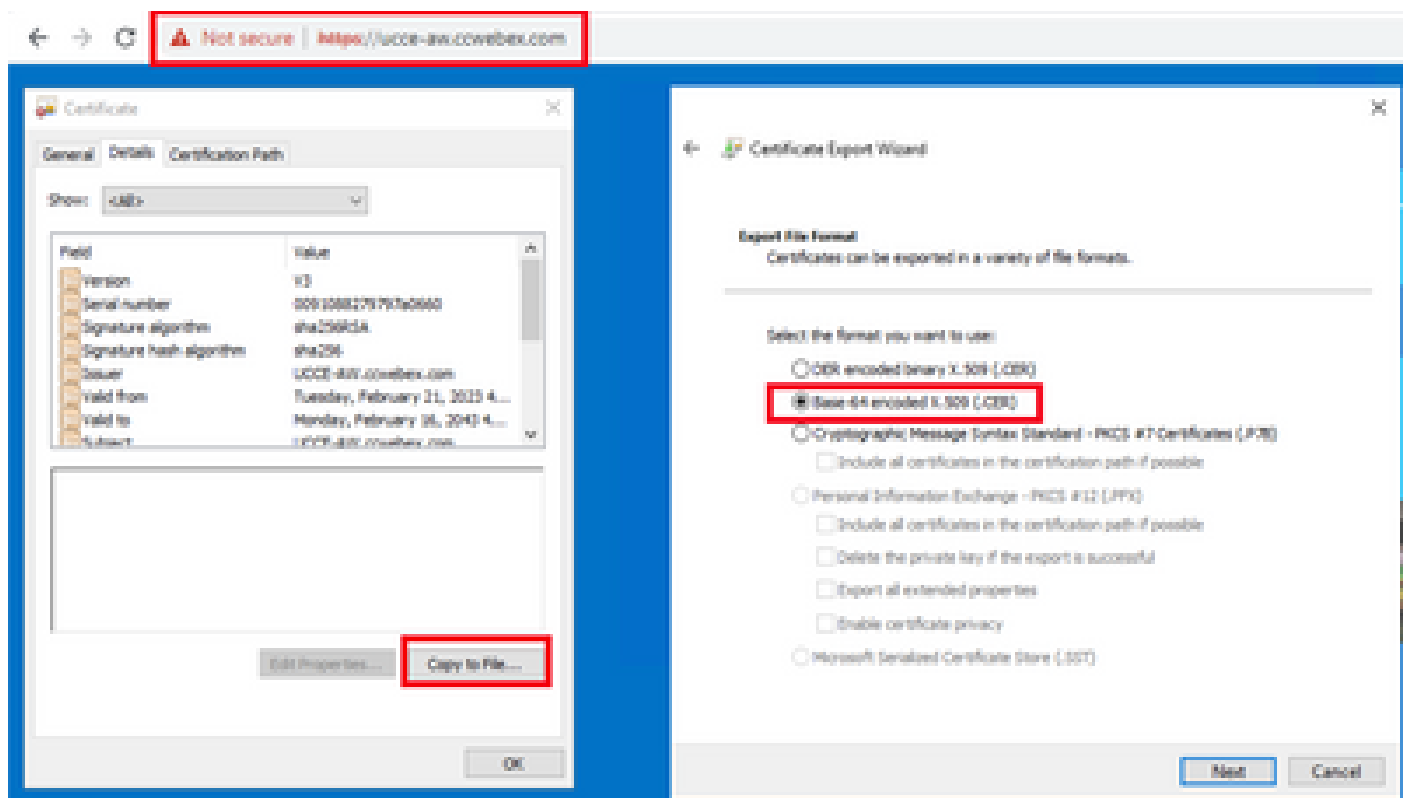 Not secure | https://ucce-aw.ccwebex.com
Certificate
General Details Certification Path
Show: <All>
Field Value
Version V3
Serial number
Signature algorithm sha256RSA
Signature hash algorithm sha256
Issuer UCCE-AW.ccwebex.com
Valid from Tuesday, February 21, 2023 4....
Valid to Monday, February 16, 2043 4....
Subject UCCE-AW.ccwebex.com
Edit Properties... Copy to File...
OK
Certificate Export Wizard
Export File Format
Certificates can be exported in a variety of file formats.
Select the format you want to use:
DER encoded binary X.509 (.CER)
Base-64 encoded X.509 (.CER)
Cryptographic Message Syntax Standard - PKCS #7 Certificates (.P7B)
Include all certificates in the certification path if possible
Personal Information Exchange - PKCS #12 (.PFX)
Include all certificates in the certification path if possible
Delete the private key if the export is successful
Export all extended properties
Enable certificate privacy
Microsoft Serialized Certificate Store (.SST)
Next Cancel